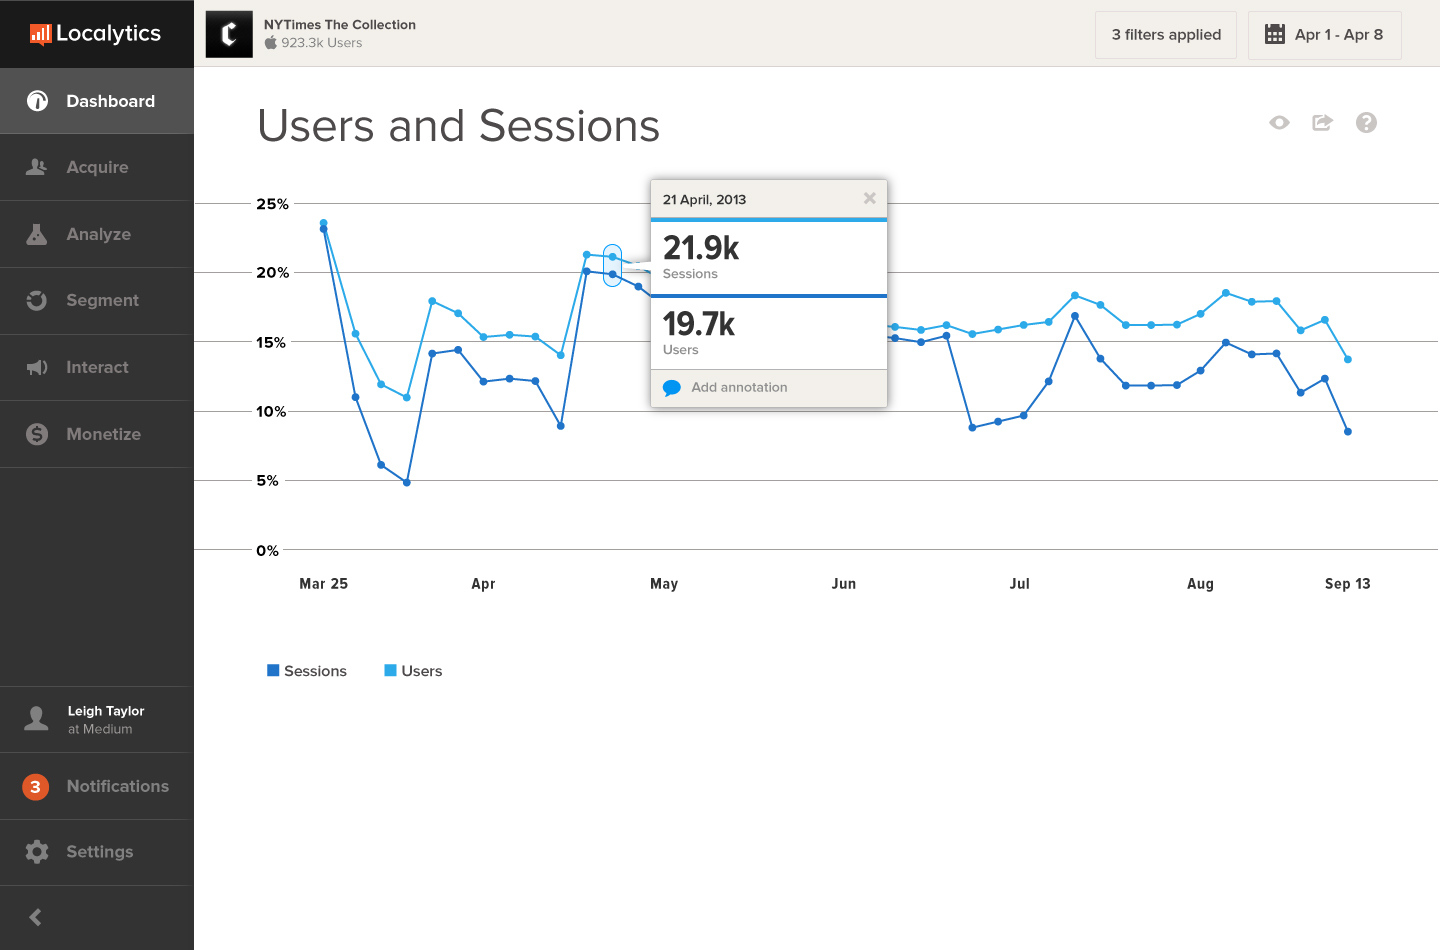 Localytics
NYTimes The Collection
923.3k Users
3 filters applied
Apr 1 - Apr 8
Dashboard
Acquire
Analyze
Segment
Interact
Monetize
Leigh Taylor
at Medium
3 Notifications
Settings
Users and Sessions
25%
20%
15%
10%
5%
0%
21 April, 2013
21.9k
Sessions
19.7k
Users
Add annotation
Mar 25 Apr May Jun Jul Aug Sep 13
Sessions Users